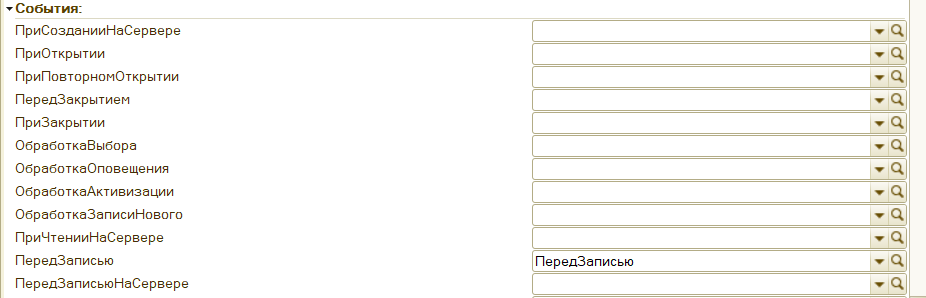 События:
ПриСозданииНаСервере
ПриОткрытии
ПриПовторномОткрытии
ПередЗакрытием
ПриЗакрытии
ОбработкаВыбора
ОбработкаОповещения
ОбработкаАктивизации
ОбработкаЗаписиНового
ПриЧтенииНаСервере
ПередЗаписью ПередЗаписью
ПередЗаписьюНаСервере